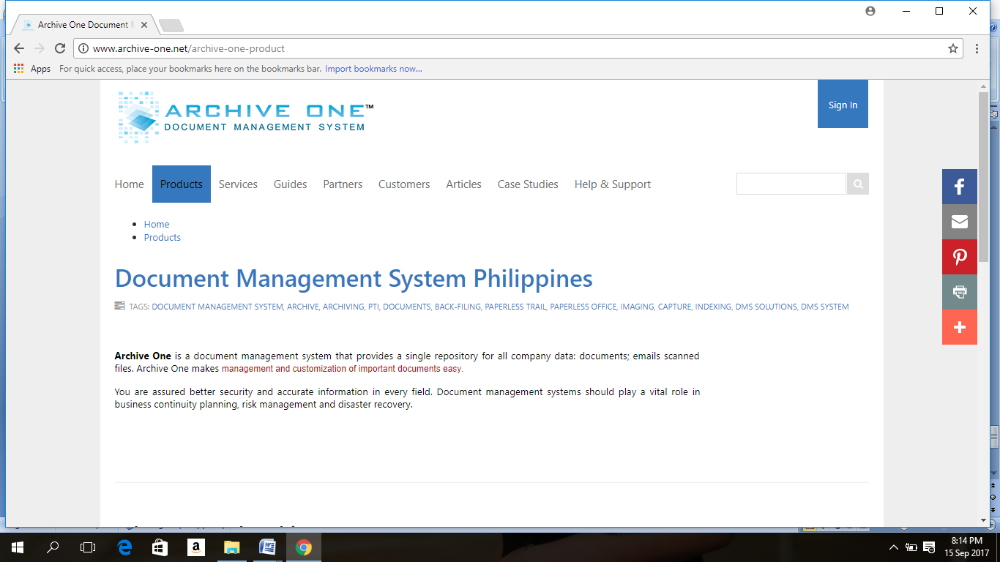 Archive One Document M
www.archive-one.net/archive-one-product
Apps For quick access, place your bookmarks here on the bookmarks bar. Import bookmarks now...
ARCHIVE ONE™
DOCUMENT MANAGEMENT SYSTEM
Sign In
Home Products Services Guides Partners Customers Articles Case Studies Help & Support
Home
Products
Document Management System Philippines
TAGS: DOCUMENT MANAGEMENT SYSTEM, ARCHIVE, ARCHIVING, PTI, DOCUMENTS, BACK-FILING, PAPERLESS TRAIL, PAPERLESS OFFICE, IMAGING, CAPTURE, INDEXING, DMS SOLUTIONS, DMS SYSTEM
Archive One is a document management system that provides a single repository for all company data: documents; emails scanned
files. Archive One makes management and customization of important documents easy.
You are assured better security and accurate information in every field. Document management systems should play a vital role in
business continuity planning, risk management and disaster recovery.
8:14 PM
15 Sep 2017